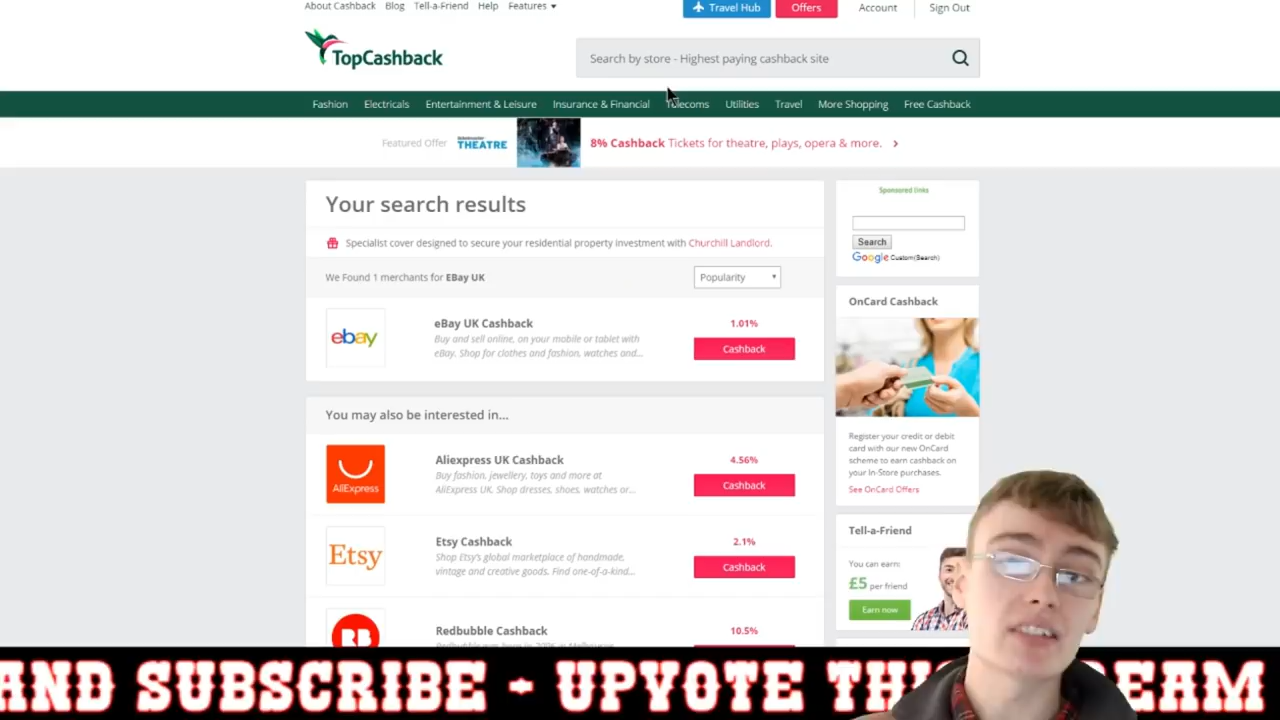 About Cashback Blog Tell-a-Friend Help Features
Travel Hub Offers Account Sign Out
TopCashback
Search by store - Highest paying cashback site
Fashion Electricals Entertainment & Leisure Insurance & Financial Telecoms Utilities Travel More Shopping Free Cashback
Featured Offer THEATRE 8% Cashback Tickets for theatre, plays, opera & more.
Your search results
Specialist cover designed to secure your residential property investment with Churchill Landlord.
We Found 1 merchants for EBay UK Popularity
ebay
eBay UK Cashback
Buy and sell online, on your mobile or tablet with
eBay. Shop for clothes and fashion, watches and...
1.01%
Cashback
You may also be interested in...
AliExpress
Aliexpress UK Cashback
Buy fashion, jewellery, toys and more at
AliExpress UK. Shop dresses, shoes, watches or...
4.56%
Cashback
Etsy
Etsy Cashback
Shop Etsy's global marketplace of handmade,
vintage and creative goods. Find one-of-a-kind...
2.1%
Cashback
RB
Redbubble Cashback
10.5%
Sponsored links
Search
Google Custom(Search)
OnCard Cashback
Register your credit or debit
card with our new OnCard
scheme to earn cashback on
your In-Store purchases.
See OnCard Offers
Tell-a-Friend
You can earn:
£5 per friend
Earn now
AND SUBSCRIBE - UPVOTE TH EAM